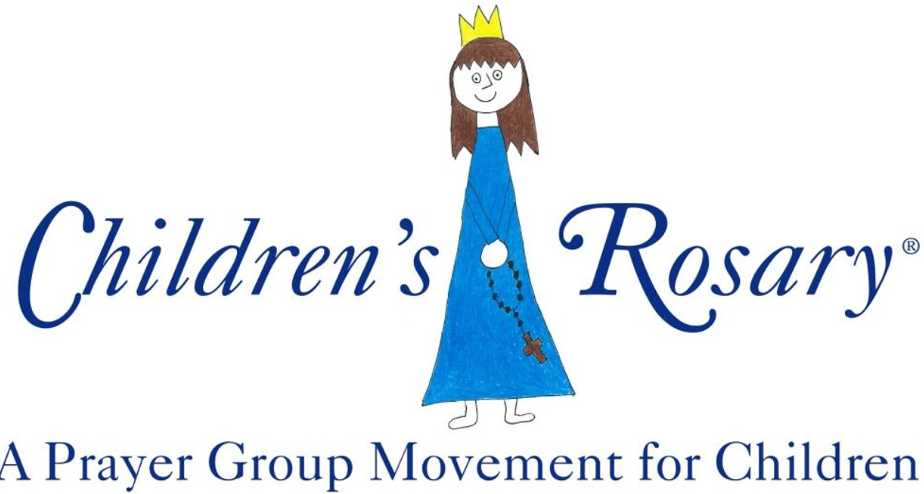 Children's Rosary®
A Prayer Group Movement for Children